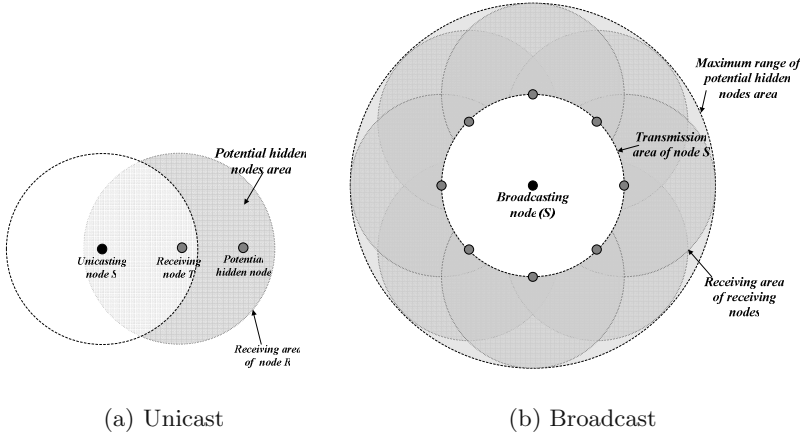 Potential hidden
nodes area
Unicasting
node S
Receiving
node T
Potential
hidden node
Receiving area
of node R
(a) Unicast
Maximum range of
potential hidden
nodes area
Transmission
area of node S
Broadcasting
node (S)
Receiving area
of receiving
nodes
(b) Broadcast